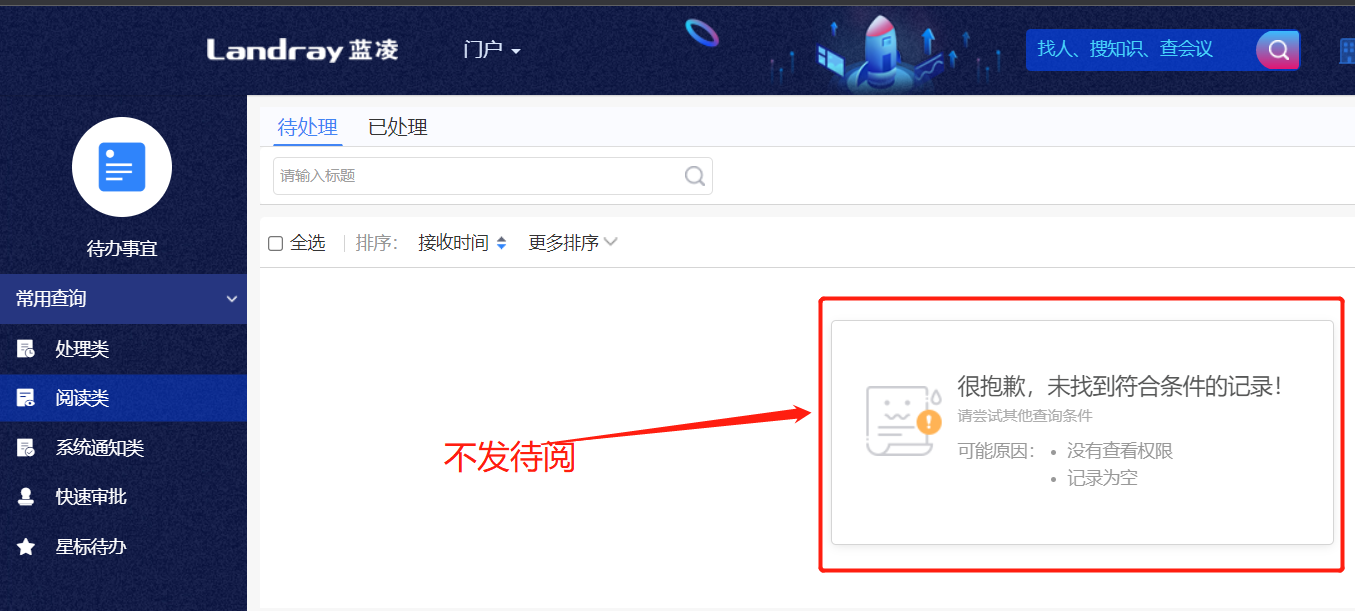 Landray 蓝凌
门户
找人、搜知识、查会议
待处理 已处理
请输入标题
待办事宜
全选 排序： 接收时间 更多排序
常用查询
处理类
阅读类
系统通知类
快速审批
星标待办
不发待阅
很抱歉，未找到符合条件的记录！
请尝试其他查询条件
可能原因： • 没有查看权限
• 记录为空